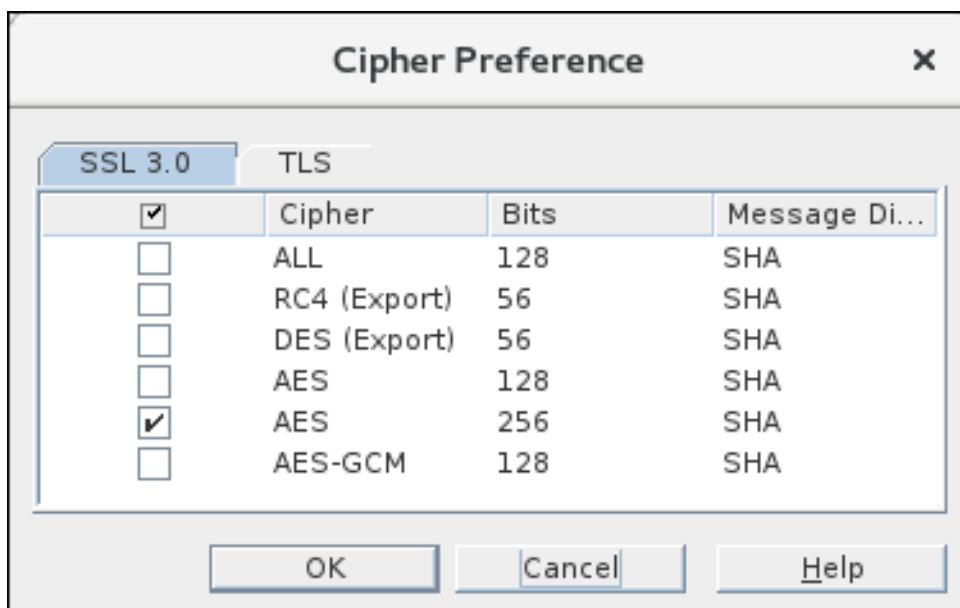 Cipher Preference
SSL 3.0 TLS
Cipher Bits Message Di...
ALL 128 SHA
RC4 (Export) 56 SHA
DES (Export) 56 SHA
AES 128 SHA
AES 256 SHA
AES-GCM 128 SHA
OK Cancel Help